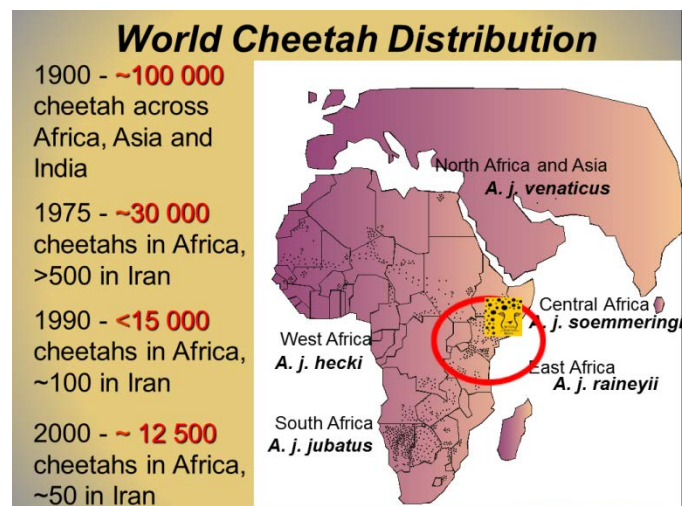 World Cheetah Distribution
1900 - ~100 000
cheetah across
Africa, Asia and
India
1975 - ~30 000
cheetahs in Africa,
>500 in Iran
1990 - <15 000
cheetahs in Africa,
~100 in Iran
2000 - ~ 12 500
cheetahs in Africa,
~50 in Iran
North Africa and Asia
A. j. venaticus
Central Africa
A. j. soemmeringi
West Africa
A. j. hecki
East Africa
A. j. raineyii
South Africa
A. j. jubatus